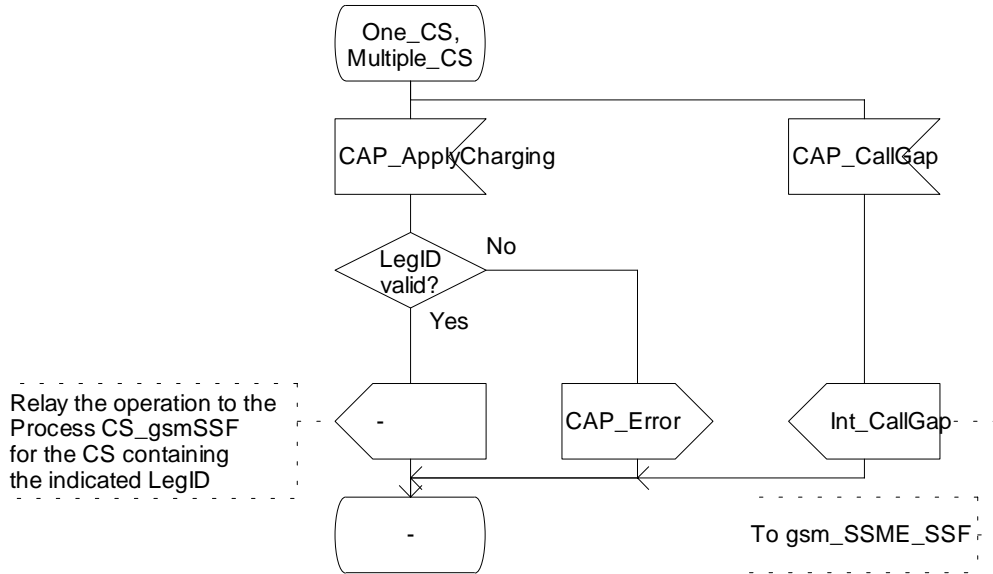 One_CS,
Multiple_CS
CAP_ApplyCharging
CAP_CallGap
LegID
valid?
No
Yes
Relay the operation to the
Process CS_gsmSSF
for the CS containing
the indicated LegID
-
CAP_Error
Int_CallGap
-
To gsm_SSME_SSF